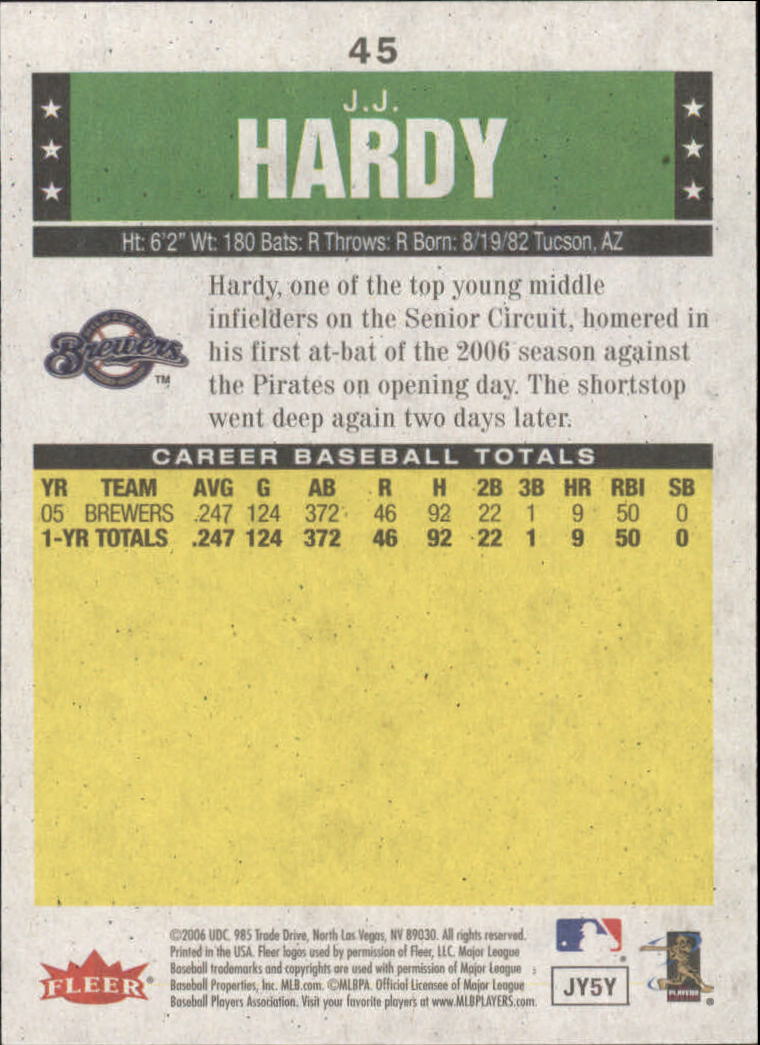 45
J.J.
HARDY
Ht: 6'2" Wt: 180 Bats: R Throws: R Born: 8/19/82 Tucson, AZ
Hardy, one of the top young middle
infielders on the Senior Circuit, homered in
his first at-bat of the 2006 season against
the Pirates on opening day. The shortstop
went deep again two days later.
Brewers
TM
CAREER BASEBALL TOTALS
YR TEAM AVG G AB R H 2B 3B HR RBI SB
05 BREWERS .247 124 372 46 92 22 1 9 50 0
1-YR TOTALS .247 124 372 46 92 22 1 9 50 0
©2006 UDC. 985 Trade Drive, North Las Vegas, NV 89030. All rights reserved.
Printed in the USA. Fleer logos used by permission of Fleer, LLC. Major League
Baseball trademarks and copyrights are used with permission of Major League
Baseball Properties, Inc. MLB.com. ©MLBPA. Official Licensee of Major League
Baseball Players Association. Visit your favorite players at www.MLBPLAYERS.com.
FLEER®
JY5Y
PLAYERS